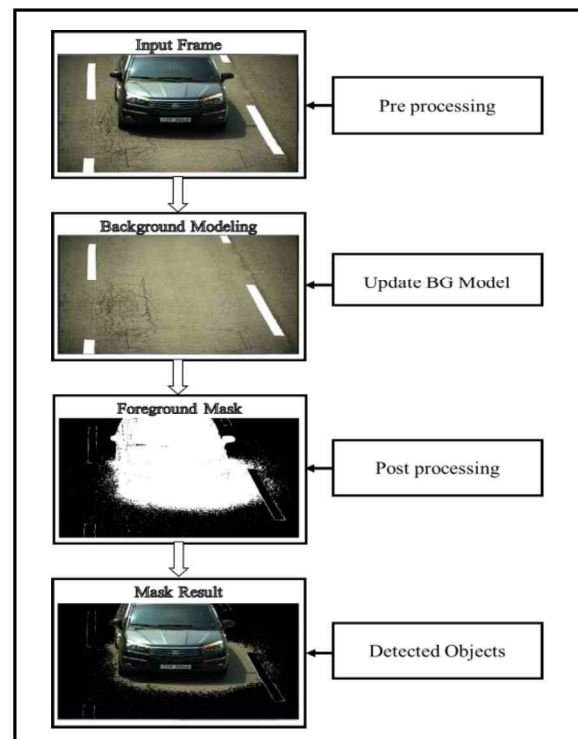 Input Frame
Pre processing
Background Modeling
Update BG Model
Foreground Mask
Post processing
Mask Result
Detected Objects